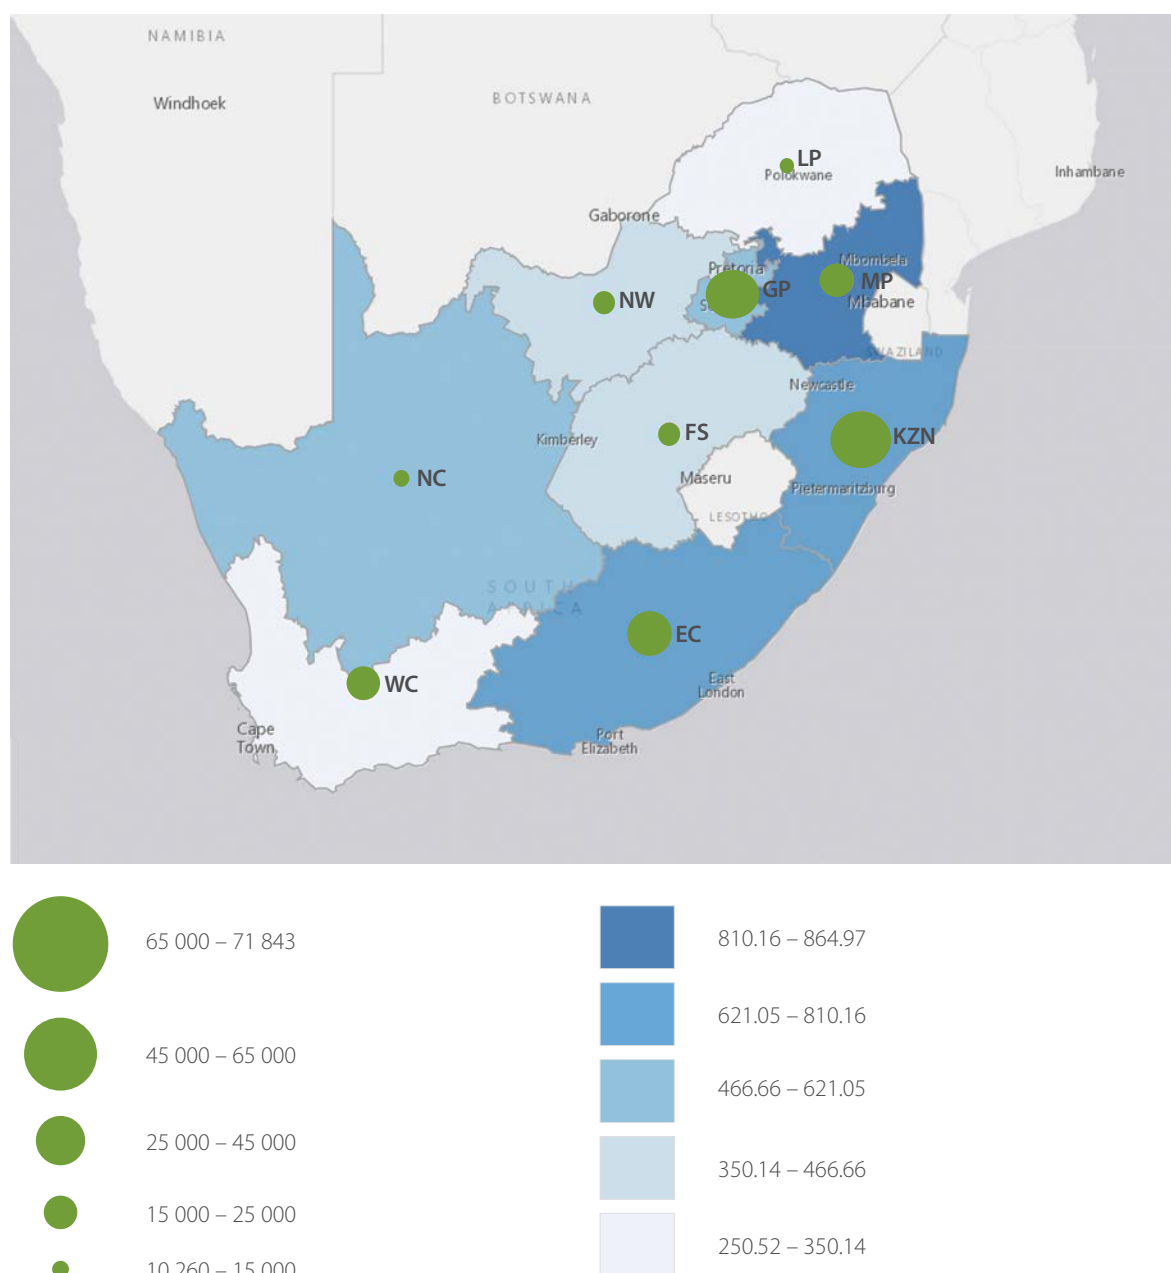 NAMIBIA
Windhoek
BOTSWANA
LP
Polokwane
Inhambane
Gaborone
Mbombela
Pretoria
GP
MP
NW
Mbabane
SWAZILAND
Newcastle
FS
KZN
Kimberley
NC
Maseru
Pietermaritzburg
LESOTHO
SOUTH
AFRICA
EC
WC
East
London
Cape
Town
Port
Elizabeth
65 000 – 71 843
45 000 – 65 000
25 000 – 45 000
15 000 – 25 000
10 260 – 15 000
810.16 – 864.97
621.05 – 810.16
466.66 – 621.05
350.14 – 466.66
250.52 – 350.14